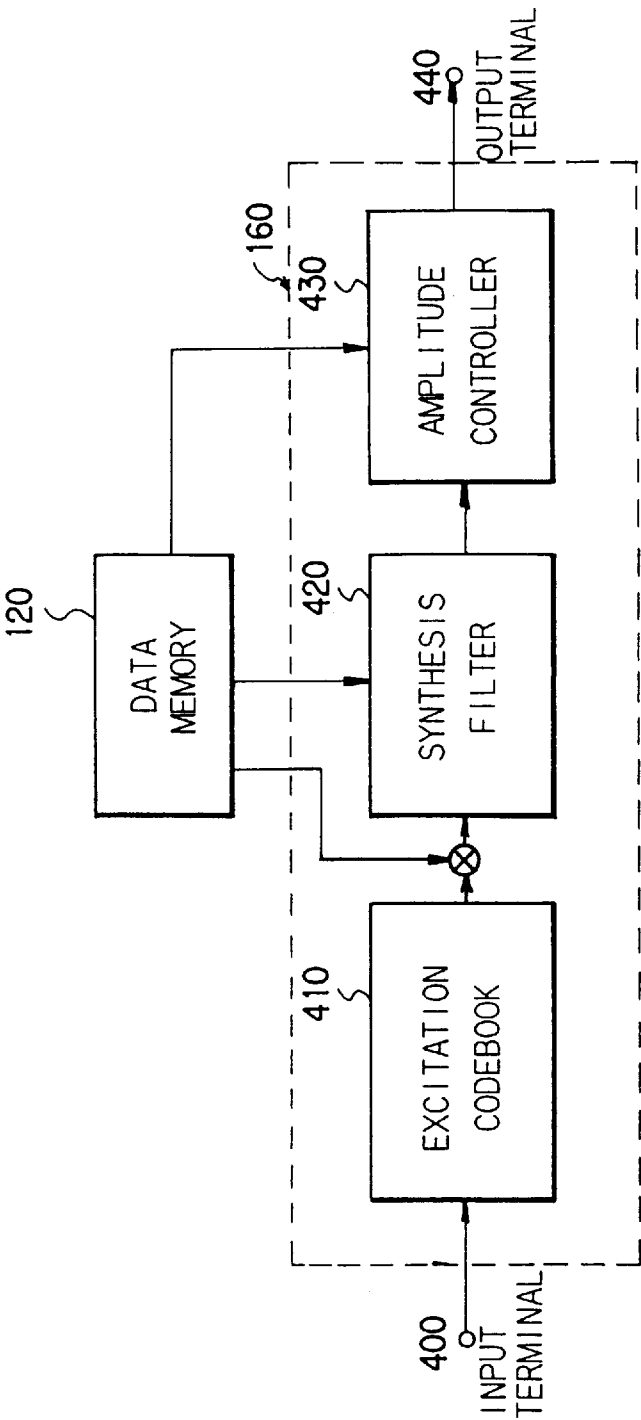 120
DATA
MEMORY
160
400
INPUT
TERMINAL
410
EXCITATION
CODEBOOK
420
SYNTHESIS
FILTER
430
AMPLITUDE
CONTROLLER
440
OUTPUT
TERMINAL